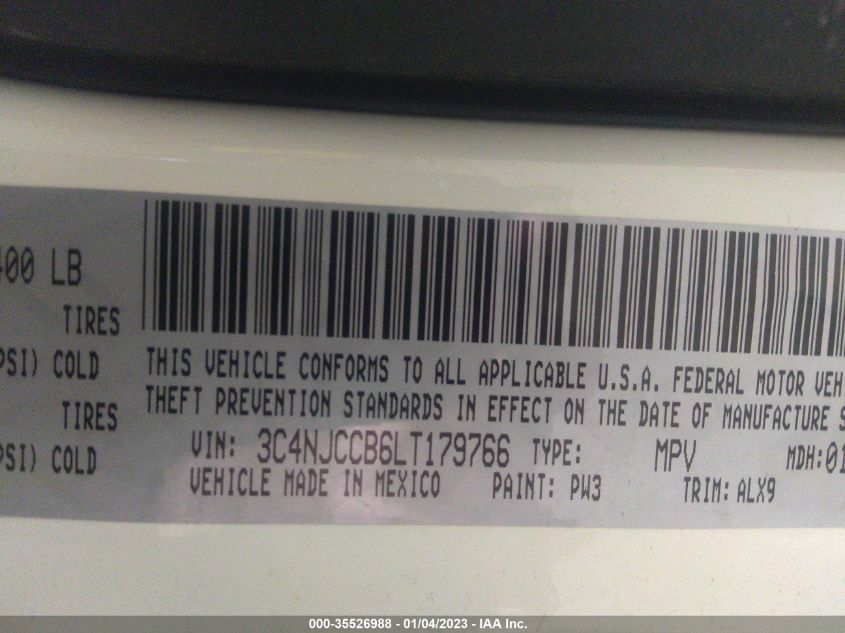 400 LB
TIRES
PSI) COLD
TIRES
PSI) COLD
THIS VEHICLE CONFORMS TO ALL APPLICABLE U.S.A. FEDERAL MOTOR VEH
THEFT PREVENTION STANDARDS IN EFFECT ON THE DATE OF MANUFACTURE S
VIN: 3C4NJCCB6LT179766 TYPE: MPV MDH:01
VEHICLE MADE IN MEXICO PAINT: PW3 TRIM: ALX9
000-35526988 - 01/04/2023 - IAA Inc.